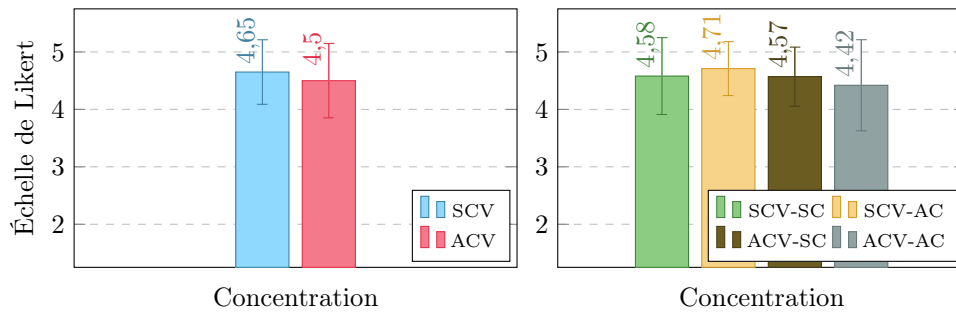 Échelle de Likert
5
4
3
2
4,65
4,5
SCV
ACV
Concentration
5
4
3
2
4,58
4,71
4,57
4,42
SCV-SC SCV-AC
ACV-SC ACV-AC
Concentration